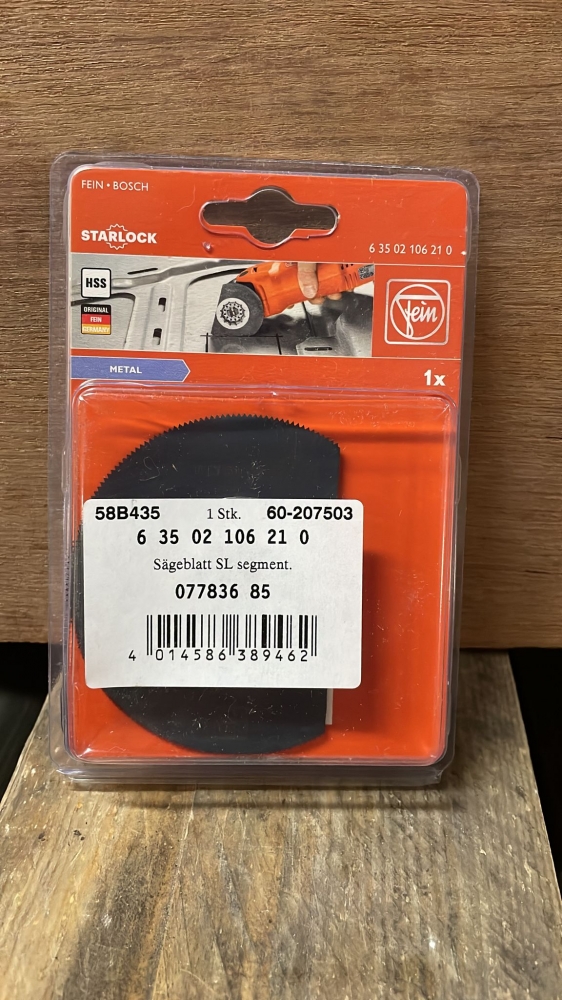 FEIN • BOSCH
STARLOCK
6 35 02 106 21 0
HSS
ORIGINAL
FEIN
GERMANY
Fein
METAL
1x
58B435 1 Stk. 60-207503
6 35 02 106 21 0
Sägeblatt SL segment.
077836 85
4 014586 389462